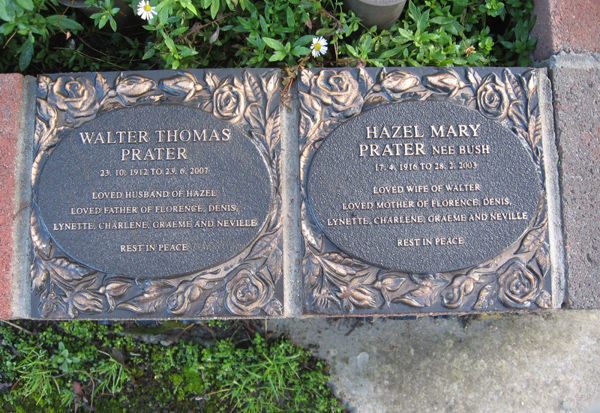 WALTER THOMAS
PRATER
23. 10. 1912 TO 23. 6. 2007
LOVED HUSBAND OF HAZEL
LOVED FATHER OF FLORENCE, DENIS,
LYNETTE, CHARLENE, GRAEME AND NEVILLE
REST IN PEACE
HAZEL MARY
PRATER NEE BUSH
17. 4. 1916 TO 28. 2. 2003
LOVED WIFE OF WALTER
LOVED MOTHER OF FLORENCE, DENIS,
LYNETTE, CHARLENE, GRAEME AND NEVILLE
REST IN PEACE